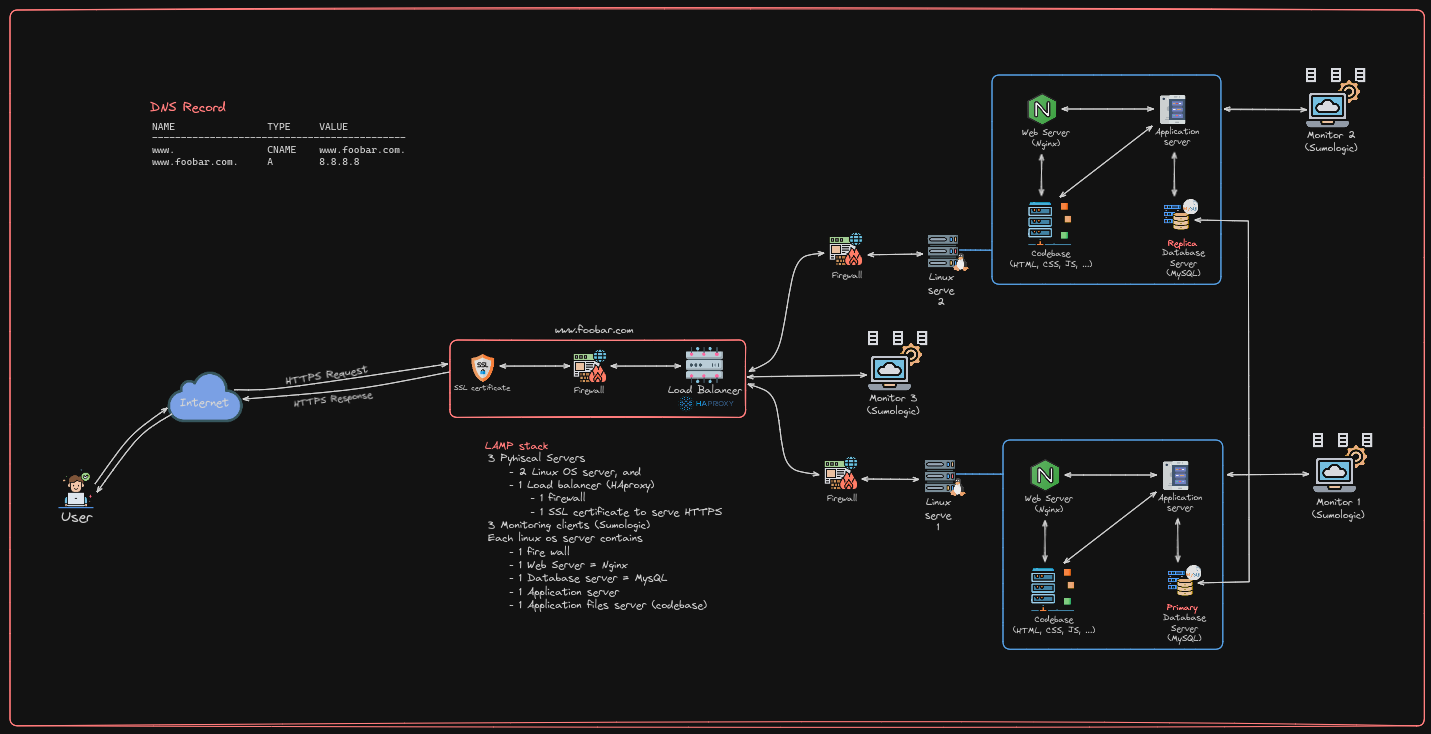 DNS Record
NAME TYPE VALUE
www. CNAME www.foobar.com.
www.foobar.com. A 8.8.8.8
Web Server
(Nginx)
Application
server
Codebase
(HTML, CSS, JS, ...)
Replica
Database
Server
(MySQL)
Monitor 2
(Sumologic)
Firewall
Linux
serve
2
www.foobar.com
SSL
SSL certificate
Firewall
Load Balancer
HAPROXY
Monitor 3
(Sumologic)
Internet
HTTPS Request
HTTPS Response
User
LAMP stack
3 Pyhiscal Servers
- 2 Linux OS server, and
- 1 Load balancer (HAproxy)
- 1 firewall
- 1 SSL certificate to serve HTTPS
3 Monitoring clients (Sumologic)
Each linux os server contains
- 1 fire wall
- 1 Web Server = Nginx
- 1 Database server = MySQL
- 1 Application server
- 1 Application files server (codebase)
Firewall
Linux
serve
1
Web Server
(Nginx)
Application
server
Codebase
(HTML, CSS, JS, ...)
Primary
Database
Server
(MySQL)
Monitor 1
(Sumologic)